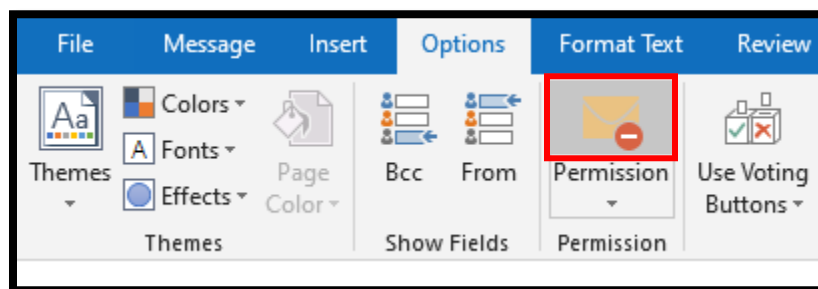 File Message Insert Options Format Text Review
Aa Colors
A Fonts
Themes Effects Page Color Bcc From Permission Use Voting Buttons
Themes Show Fields Permission